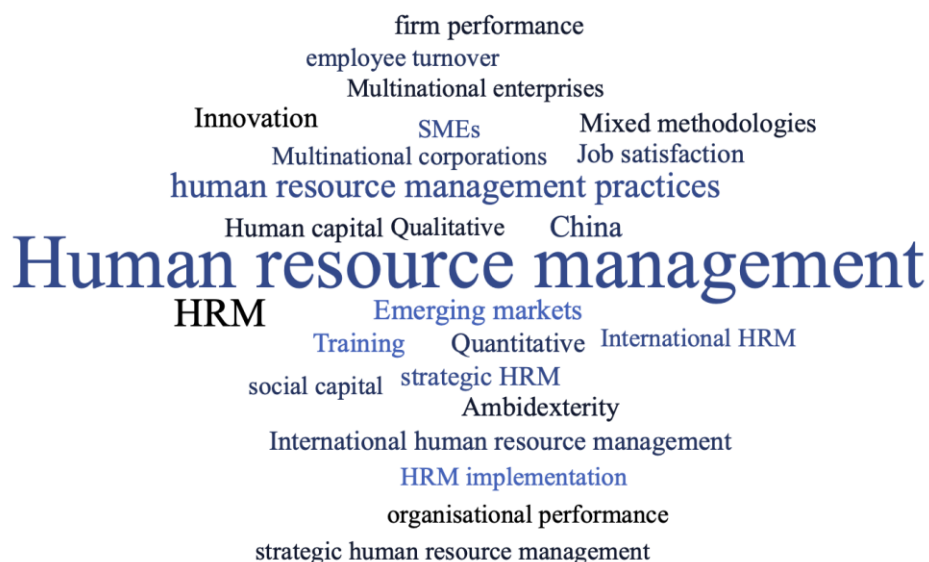 firm performance
employee turnover
Multinational enterprises
Innovation
SMEs
Mixed methodologies
Multinational corporations
Job satisfaction
human resource management practices
Human capital
Qualitative
China
Human resource management
HRM
Emerging markets
Training
Quantitative
International HRM
social capital
strategic HRM
Ambidexterity
International human resource management
HRM implementation
organisational performance
strategic human resource management